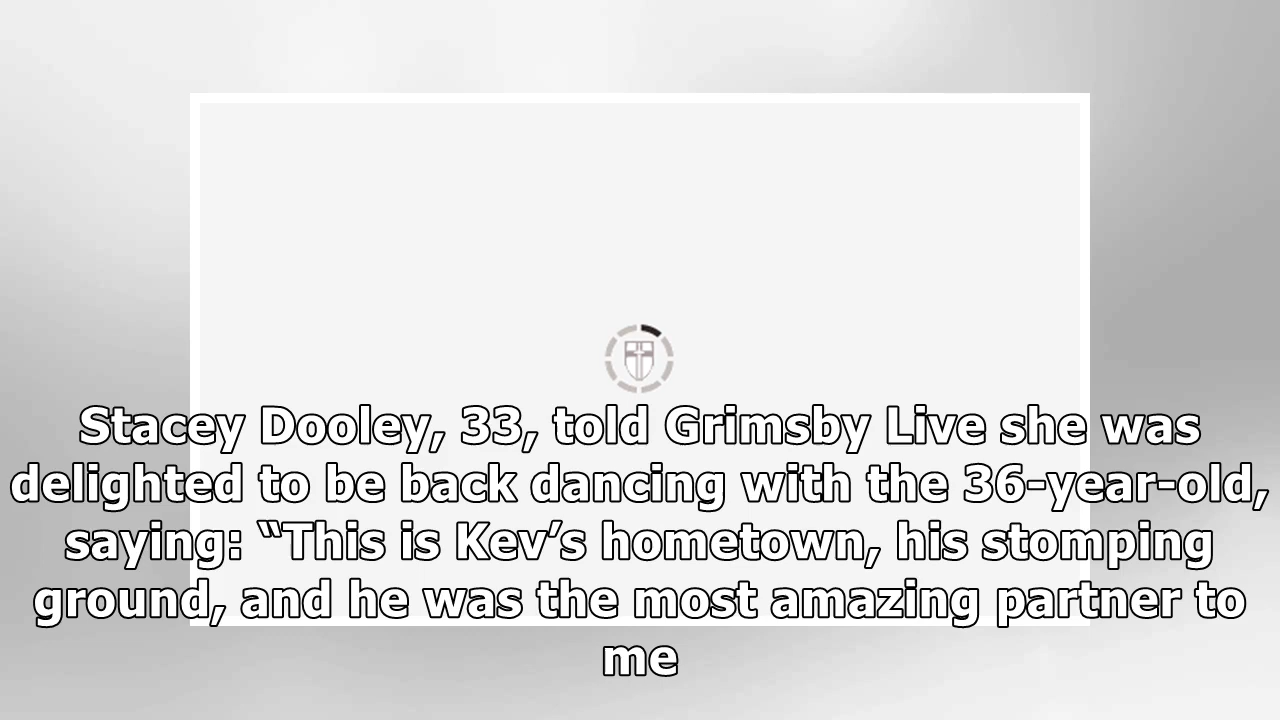 Stacey Dooley, 33, told Grimsby Live she was
delighted to be back dancing with the 36-year-old,
saying: “This is Kev’s hometown, his stomping
ground, and he was the most amazing partner to
me